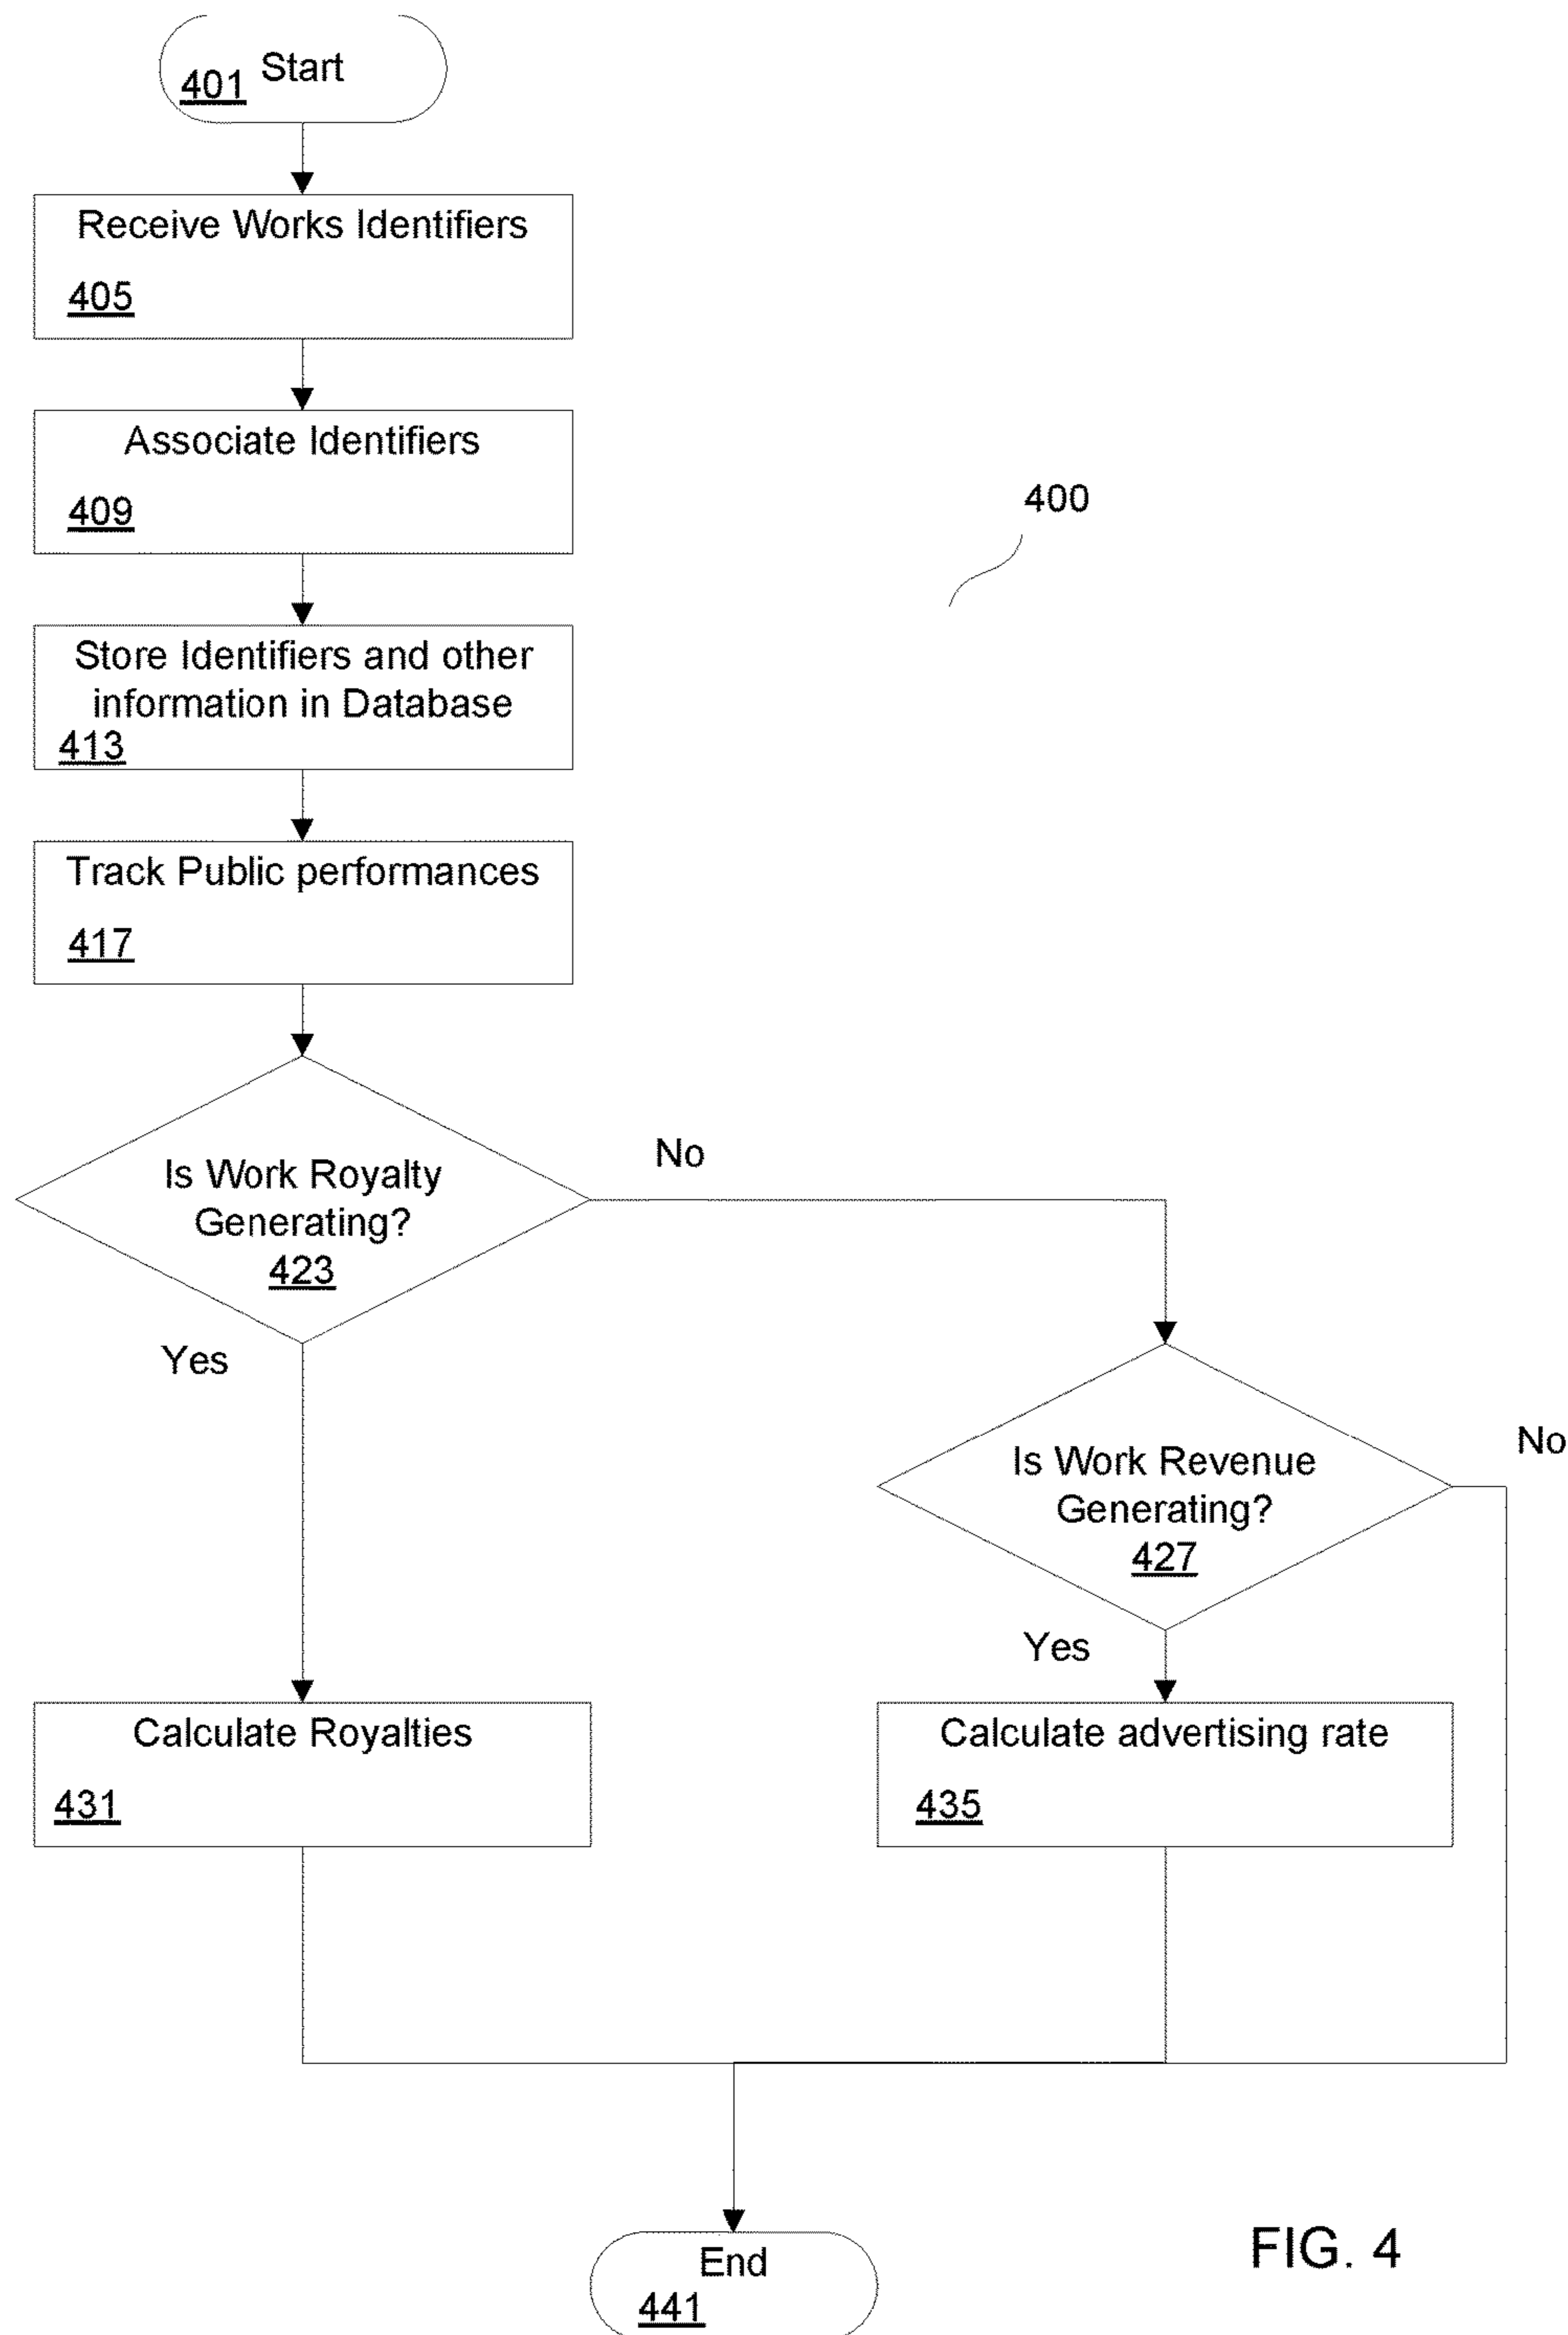 Start
401
Receive Works Identifiers
405
Associate Identifiers
409
400
Store Identifiers and other
information in Database
413
Track Public performances
417
Is Work Royalty
Generating?
423
No
Yes
Is Work Revenue
Generating?
427
No
Yes
Calculate Royalties
431
Calculate advertising rate
435
End
441
FIG. 4